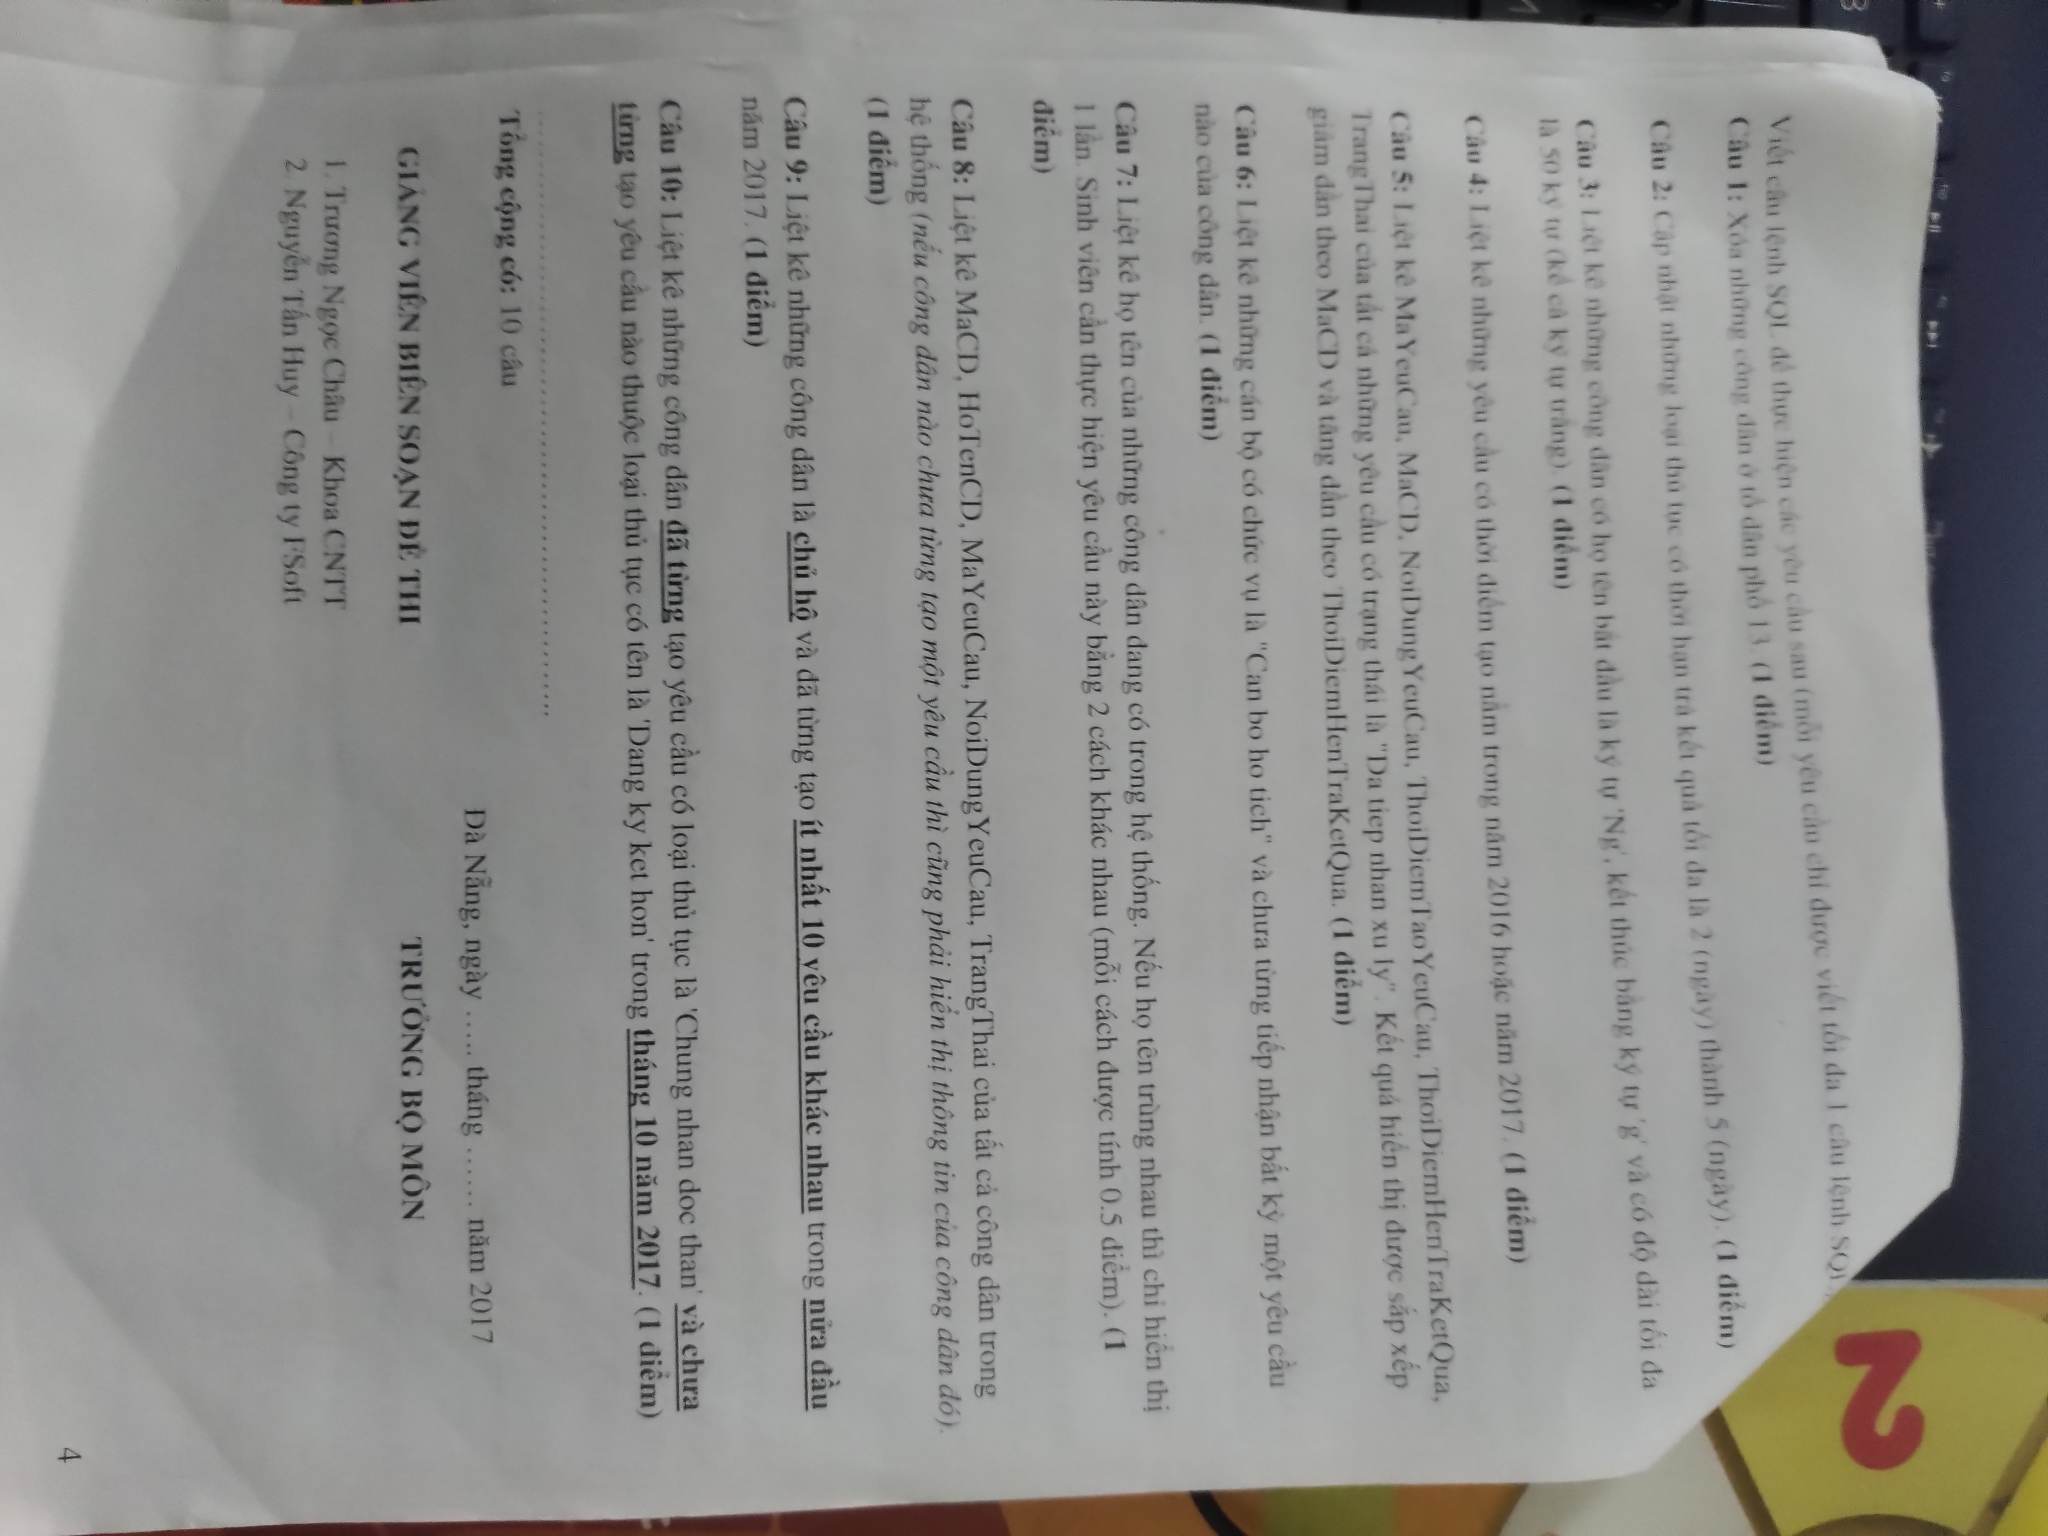 Viết câu lệnh SQL để thực hiện các yêu cầu sau (mỗi yêu cầu chỉ được viết tối đa 1 câu lệnh SQL
Câu 1: Xóa những công dân ở tổ dân phố 13. (1 điểm)
Câu 2: Cập nhật những loại thủ tục có thời hạn trả kết quả tối đa là 2 (ngày) thành 5 (ngày). (1 điểm)
Câu 3: Liệt kê những công dân có họ tên bắt đầu là ký tự 'Ng', kết thúc bằng ký tự 'g' và có độ dài tối đa
là 50 ký tự (kể cả ký tự trắng). (1 điểm)
Câu 4: Liệt kê những yêu cầu có thời điểm tạo nằm trong năm 2016 hoặc năm 2017. (1 điểm)
Câu 5: Liệt kê MaYeuCau, MaCD, NoiDungYeuCau, ThoiDiemTaoYeuCau, ThoiDiemHenTraKetQua,
TrangThai của tất cả những yêu cầu có trạng thái là "Da tiep nhan xu ly". Kết quả hiển thị được sắp xếp
giảm dần theo MaCD và tăng dần theo ThoiDiemHenTraKetQua. (1 điểm)
Câu 6: Liệt kê những cán bộ có chức vụ là "Can bo ho tich" và chưa từng tiếp nhận bất kỳ một yêu cầu
nào của công dân. (1 điểm)
Câu 7: Liệt kê họ tên của những công dân đang có trong hệ thống. Nếu họ tên trùng nhau thì chỉ hiển thị
1 lần. Sinh viên cần thực hiện yêu cầu này bằng 2 cách khác nhau (mỗi cách được tính 0.5 điểm). (1
điểm)
Câu 8: Liệt kê MaCD, HoTenCD, MaYeuCau, NoiDungYeuCau, TrangThai của tất cả công dân trong
hệ thống (nếu công dân nào chưa từng tạo một yêu cầu thì cũng phải hiển thị thông tin của công dân đó).
(1 điểm)
Câu 9: Liệt kê những công dân là chủ hộ và đã từng tạo ít nhất 10 yêu cầu khác nhau trong nửa đầu
năm 2017. (1 điểm)
Câu 10: Liệt kê những công dân đã từng tạo yêu cầu có loại thủ tục là 'Chung nhan doc than' và chưa
từng tạo yêu cầu nào thuộc loại thủ tục có tên là 'Dang ky ket hon' trong tháng 10 năm 2017. (1 điểm)
Tổng cộng có: 10 câu
Đà Nẵng, ngày ..... tháng ...... năm 2017
GIẢNG VIÊN BIÊN SOẠN ĐỀ THI TRƯỞNG BỘ MÔN
1. Trương Ngọc Châu – Khoa CNTT
2. Nguyễn Tấn Huy – Công ty FSoft
4